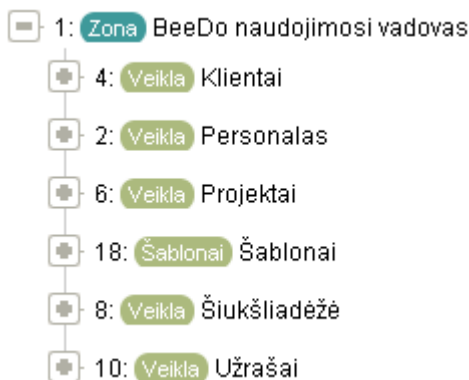 1: Zona BeeDo naudojimosi vadovas
4: Veikla Klientai
2: Veikla Personalas
6: Veikla Projektai
18: Šablonai Šablonai
8: Veikla Šiukšliadėžė
10: Veikla Užrašai